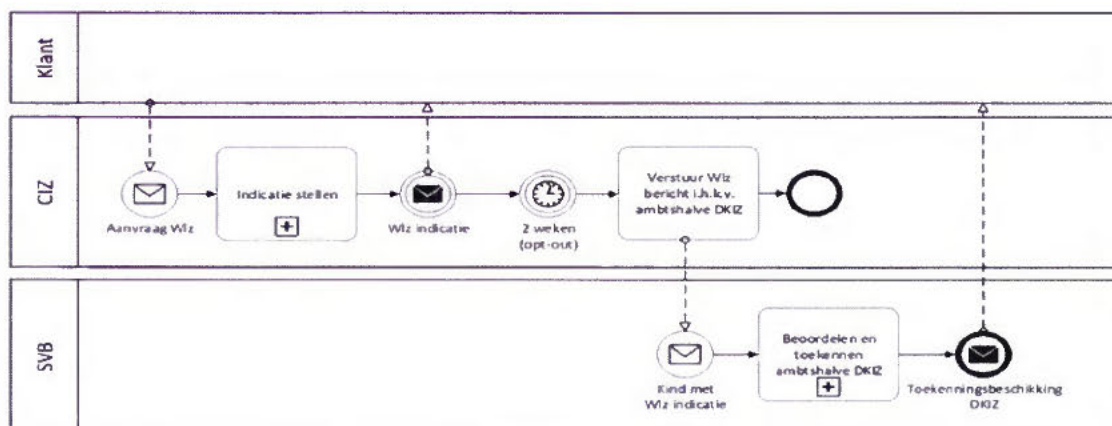 Klant
CIZ
Aanvraag Wlz
Indicatie stellen
Wlz indicatie
2 weken
(opt-out)
Verstuur Wlz
bericht i.h.k.v.
ambtshalve DKIZ
SVB
Kind met
Wlz indicatie
Beoordelen en
toekennen
ambtshalve DKIZ
Toekenningsbeschikking
DKIZ